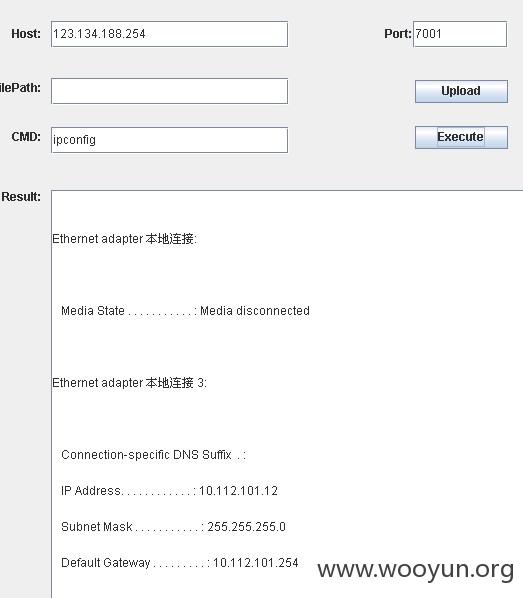 Host: 123.134.188.254 Port: 7001
ilePath: Upload
CMD: ipconfig Execute
Result:
Ethernet adapter 本地连接:
Media State . . . . . . . . . . . : Media disconnected
Ethernet adapter 本地连接 3:
Connection-specific DNS Suffix . :
IP Address. . . . . . . . . . . . : 10.112.101.12
Subnet Mask . . . . . . . . . . . : 255.255.255.0
Default Gateway . . . . . . . . . : 10.112.101.254
www.wooyun.org